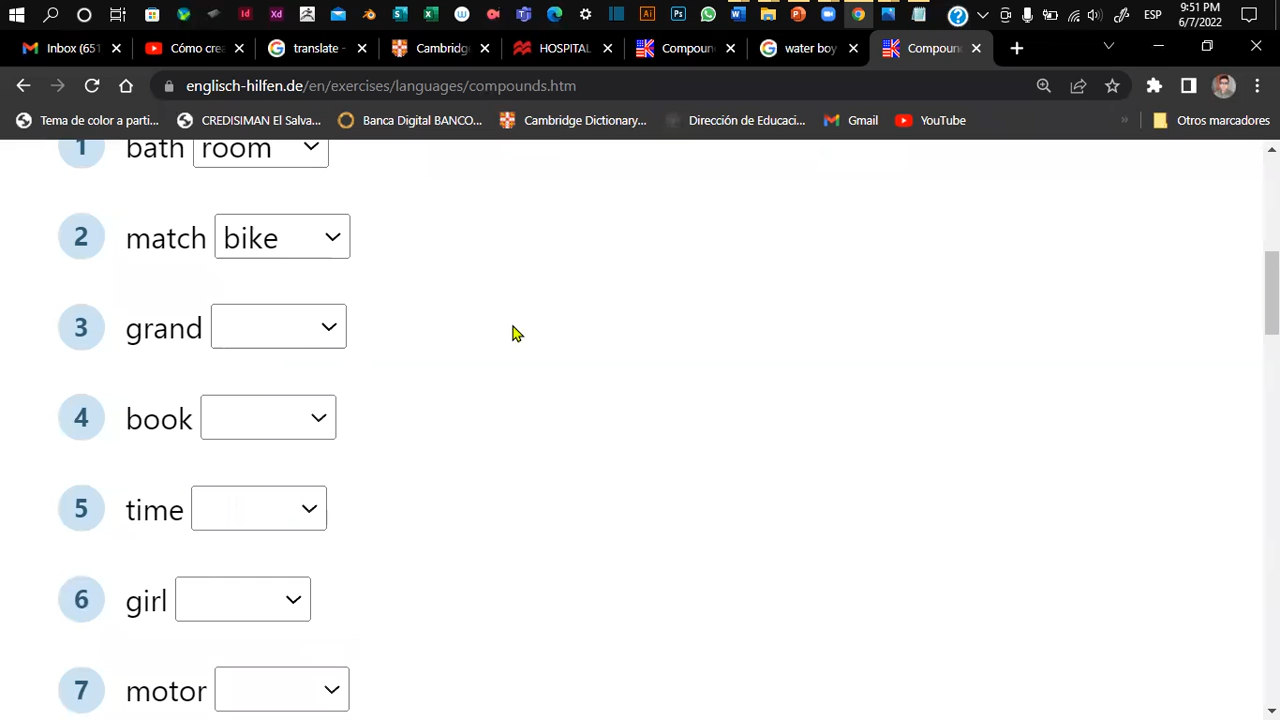 9:51 PM
ESP
6/7/2022
Inbox (651
Cómo crea
translate -
Cambridg
HOSPITAL
Compoun
water boy
Compoun
englisch-hilfen.de/en/exercises/languages/compounds.htm
Tema de color a parti...
CREDISIMAN El Salva...
Banca Digital BANCO...
Cambridge Dictionary...
Dirección de Educaci...
Gmail
YouTube
»
Otros marcadores
1 bath room
2 match bike
3 grand
4 book
5 time
6 girl
7 motor